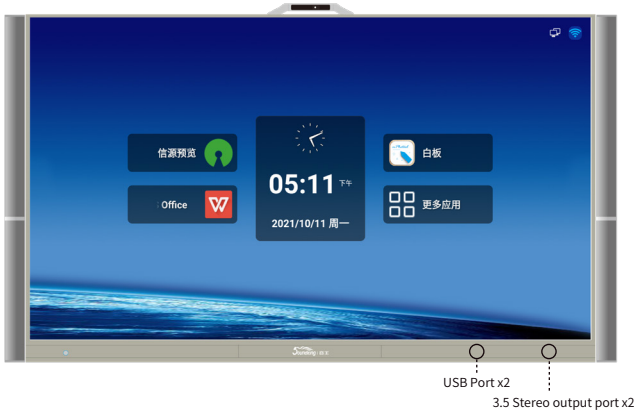 信源预览
Office
05:11 下午
2021/10/11 周一
白板
更多应用
USB Port x2
3.5 Stereo output port x2